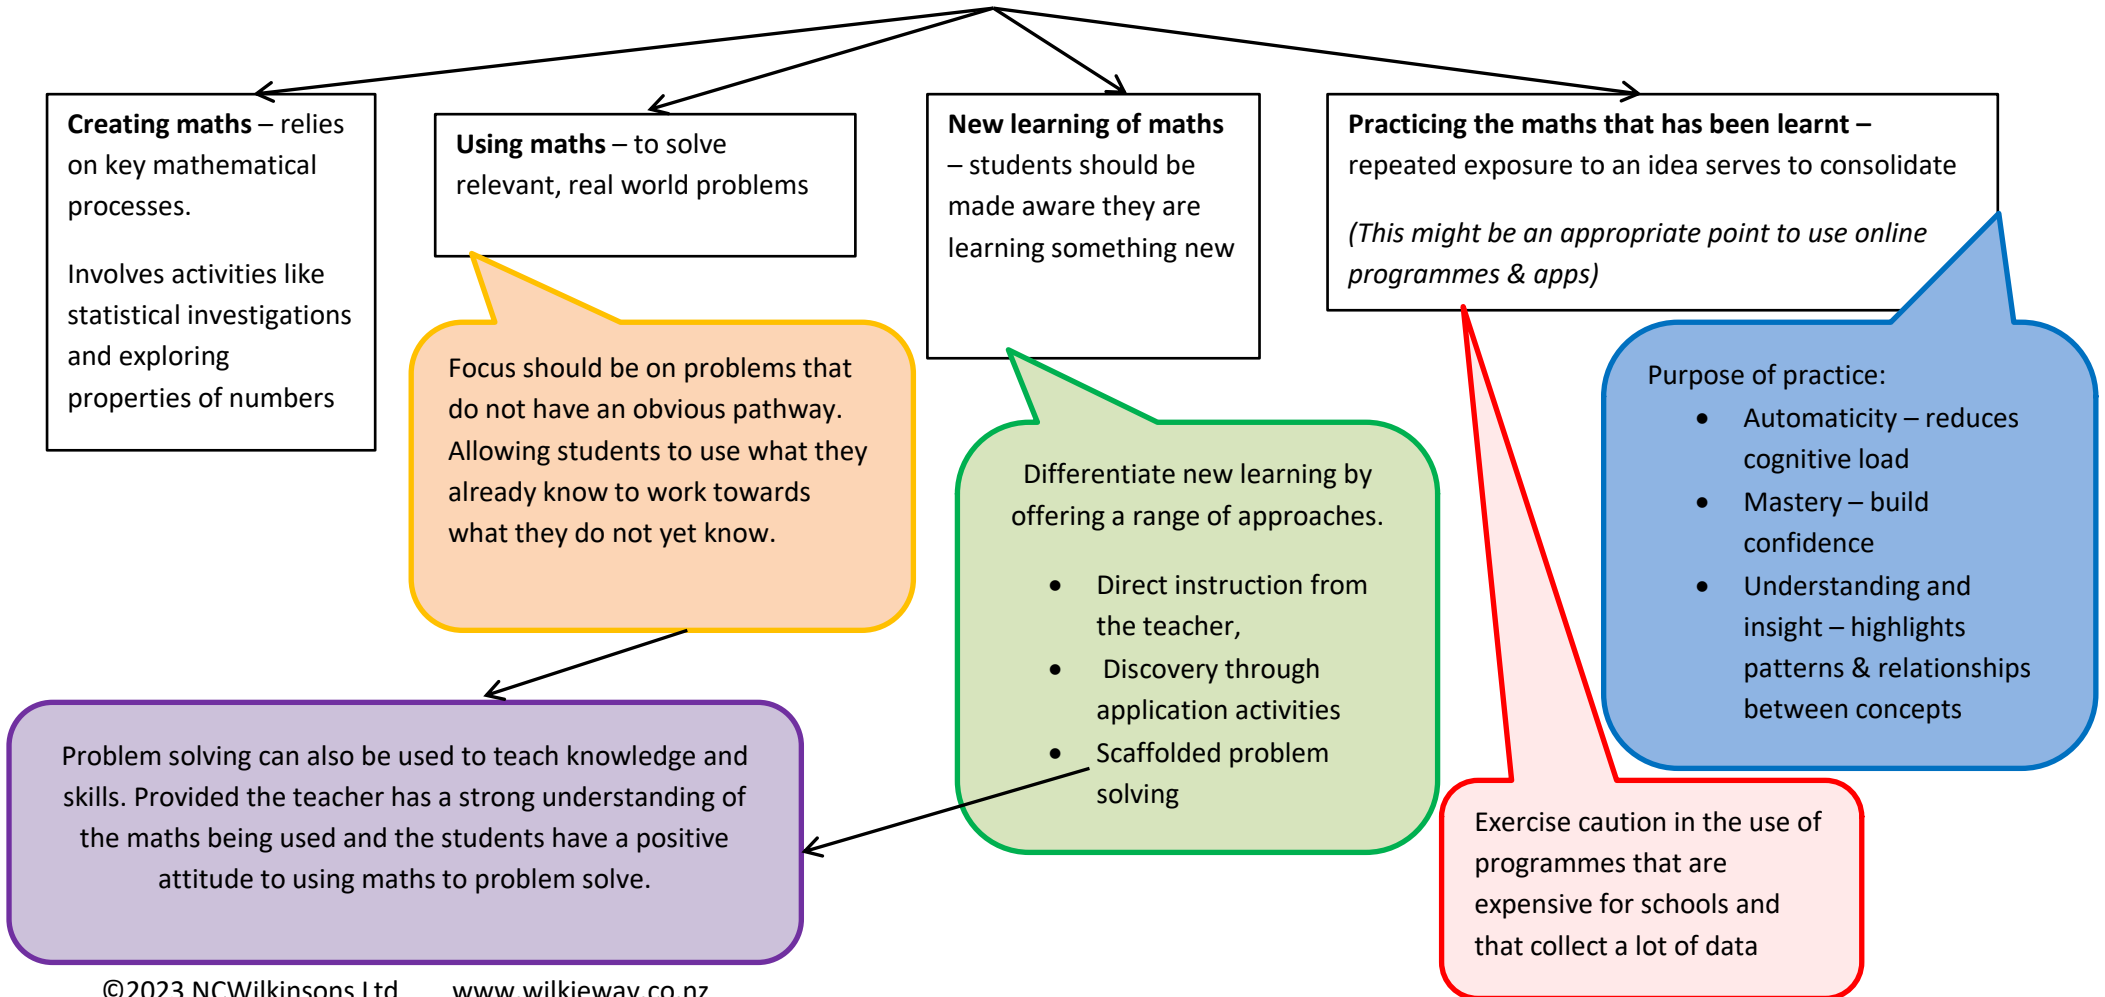 Creating maths – relies
on key mathematical
processes.
Involves activities like
statistical investigations
and exploring
properties of numbers
Using maths – to solve
relevant, real world problems
New learning of maths
– students should be
made aware they are
learning something new
Practicing the maths that has been learnt –
repeated exposure to an idea serves to consolidate
(This might be an appropriate point to use online
programmes & apps)
Focus should be on problems that
do not have an obvious pathway.
Allowing students to use what they
already know to work towards
what they do not yet know.
Differentiate new learning by
offering a range of approaches.
• Direct instruction from
the teacher,
• Discovery through
application activities
• Scaffolded problem
solving
Purpose of practice:
• Automaticity – reduces
cognitive load
• Mastery – build
confidence
• Understanding and
insight – highlights
patterns & relationships
between concepts
Problem solving can also be used to teach knowledge and
skills. Provided the teacher has a strong understanding of
the maths being used and the students have a positive
attitude to using maths to problem solve.
Exercise caution in the use of
programmes that are
expensive for schools and
that collect a lot of data
©2023 NCWilkinsons Ltd www.wilkieway.co.nz